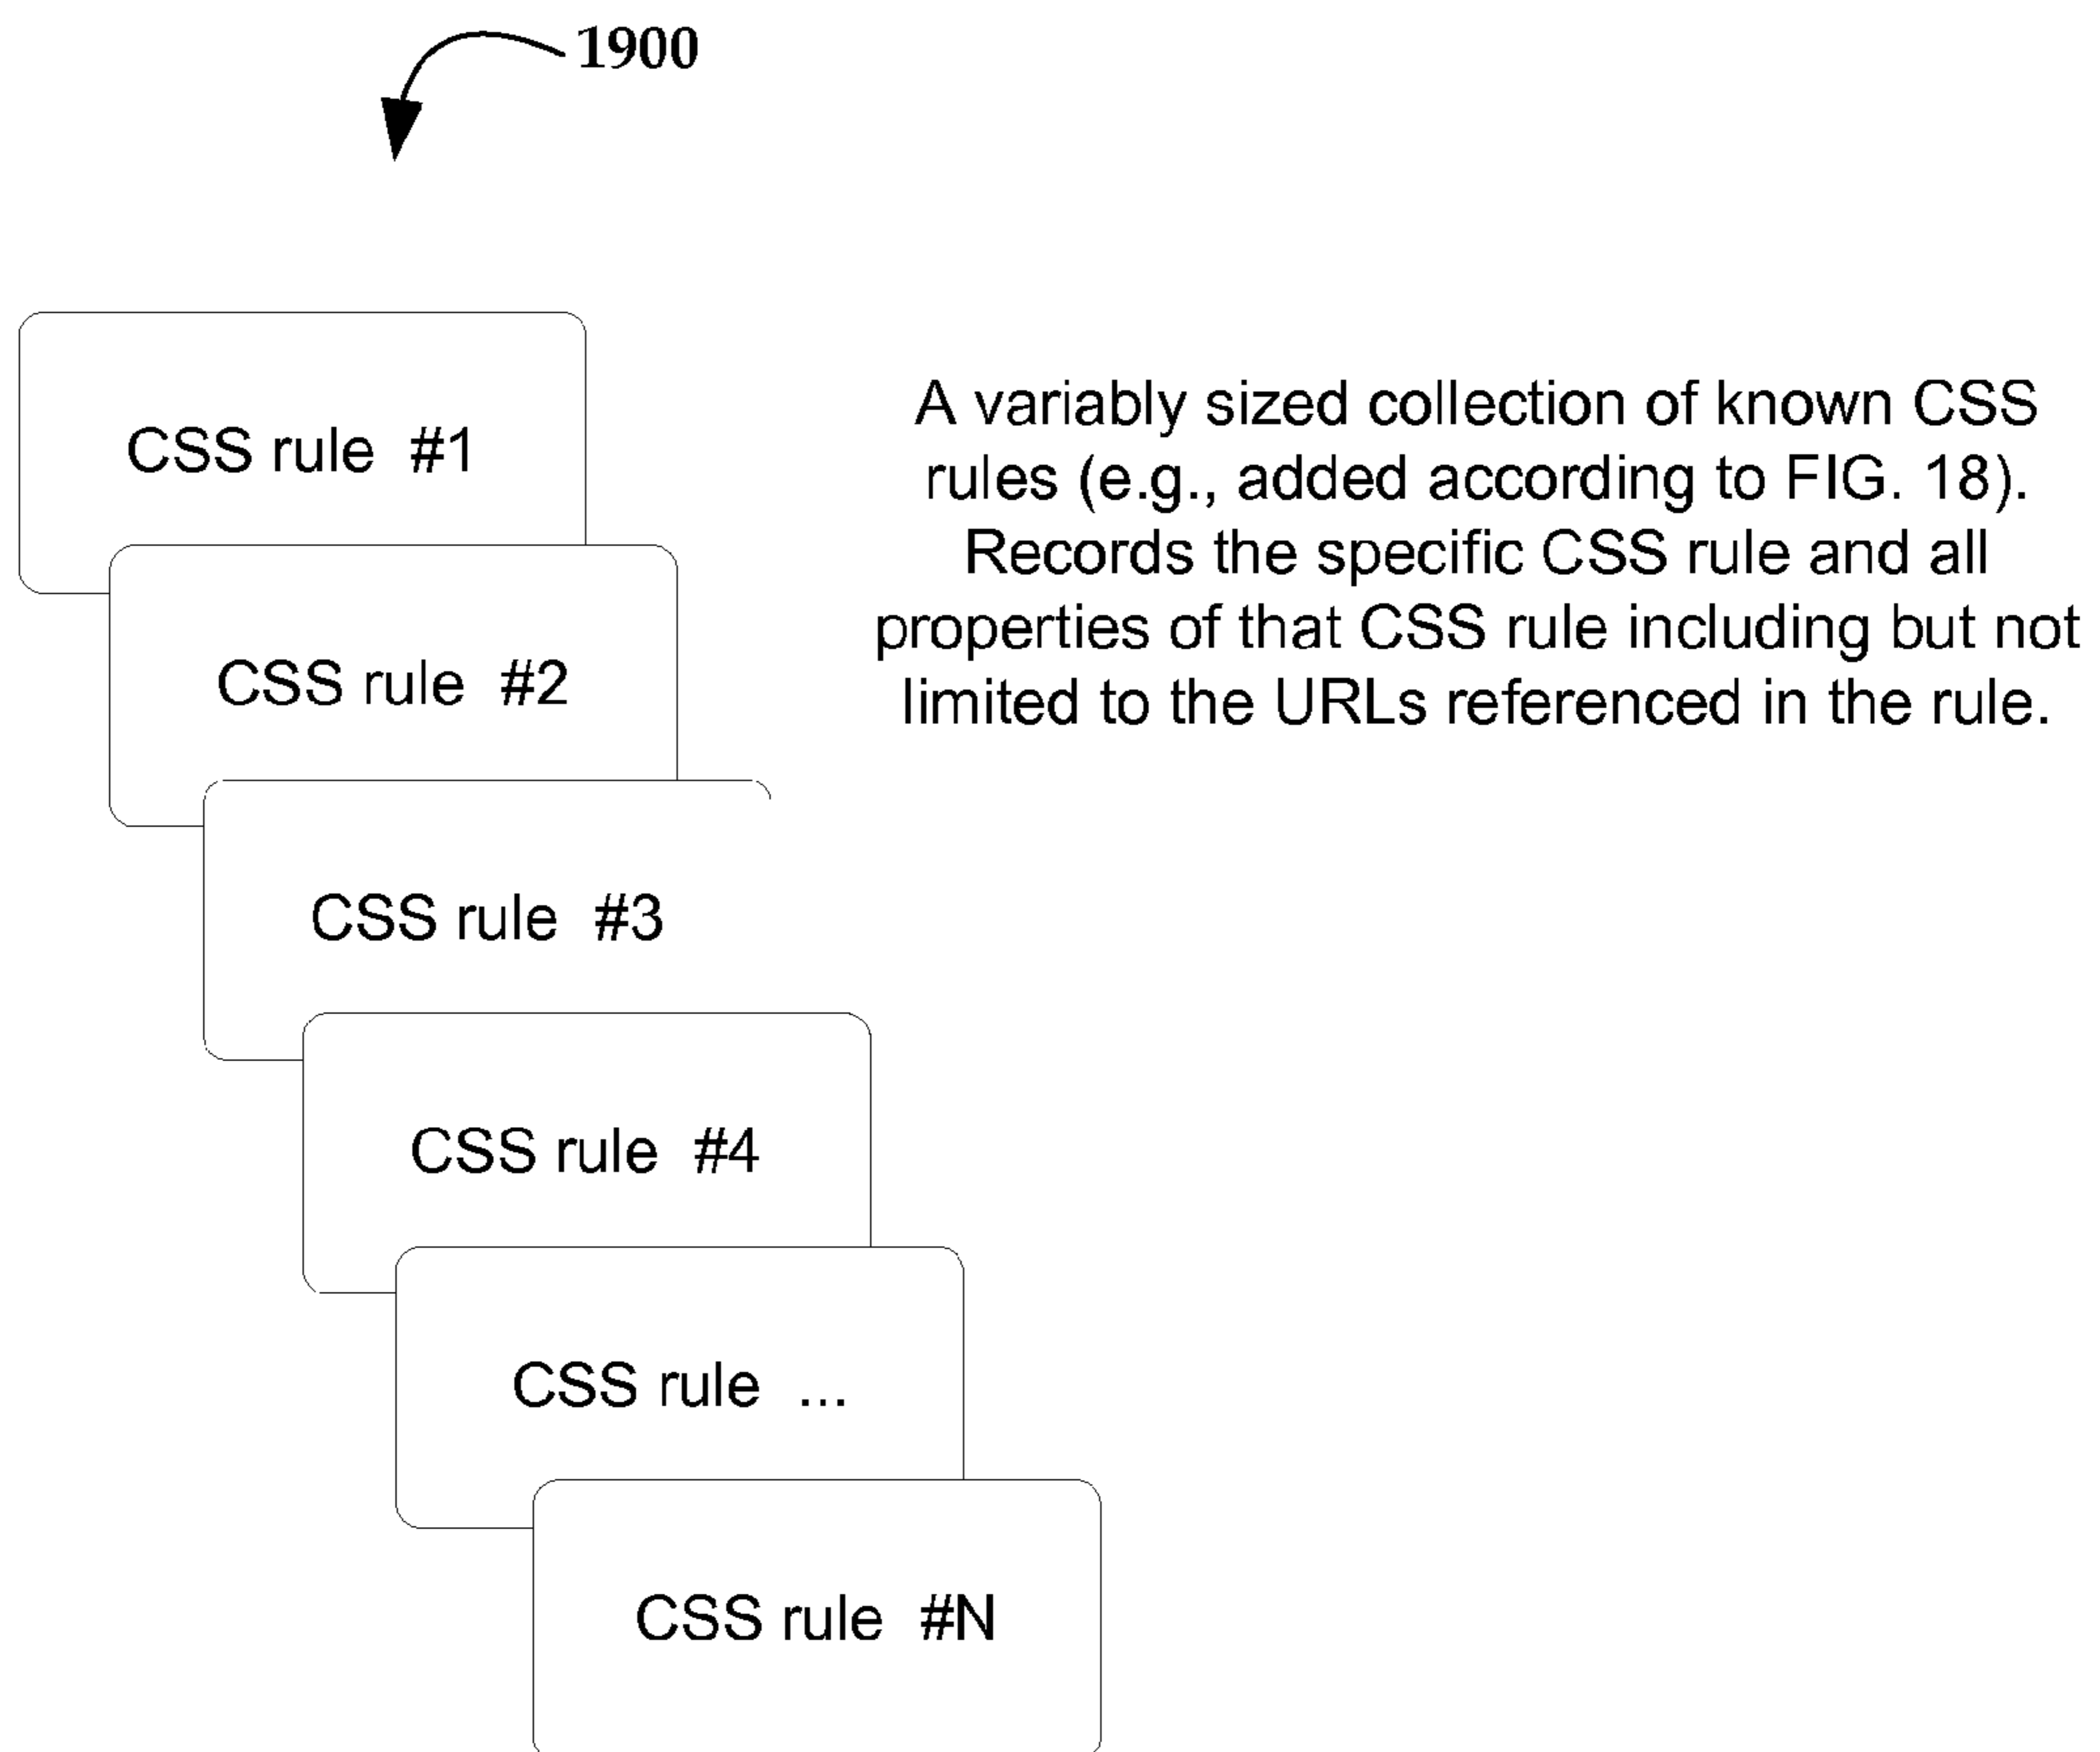 1900
A variably sized collection of known CSS
rules (e.g., added according to FIG. 18).
Records the specific CSS rule and all
properties of that CSS rule including but not
limited to the URLs referenced in the rule.
CSS rule #1
CSS rule #2
CSS rule #3
CSS rule #4
CSS rule ...
CSS rule #N